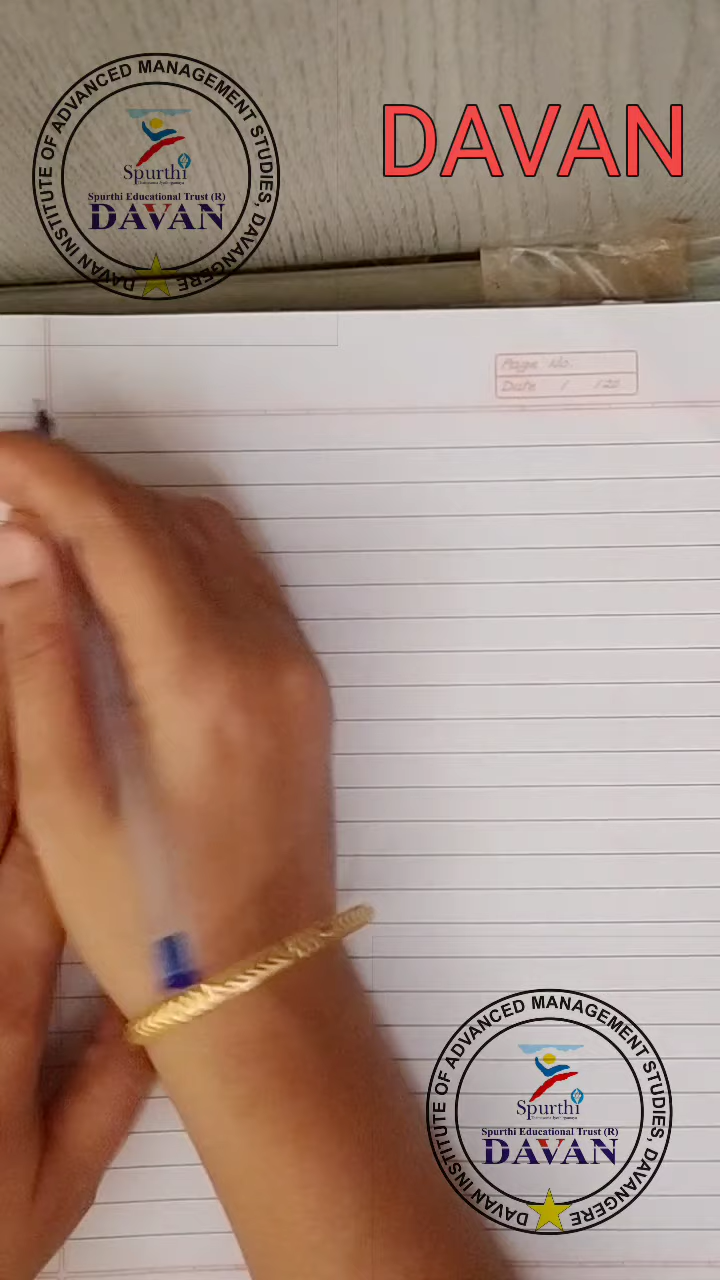 DAVAN INSTITUTE OF ADVANCED MANAGEMENT STUDIES, DAVANGERE
Spurthi
Spurthi Educational Trust (R)
DAVAN
DAVAN
Page No.
Date / /20
DAVAN INSTITUTE OF ADVANCED MANAGEMENT STUDIES, DAVANGERE
Spurthi
Spurthi Educational Trust (R)
DAVAN